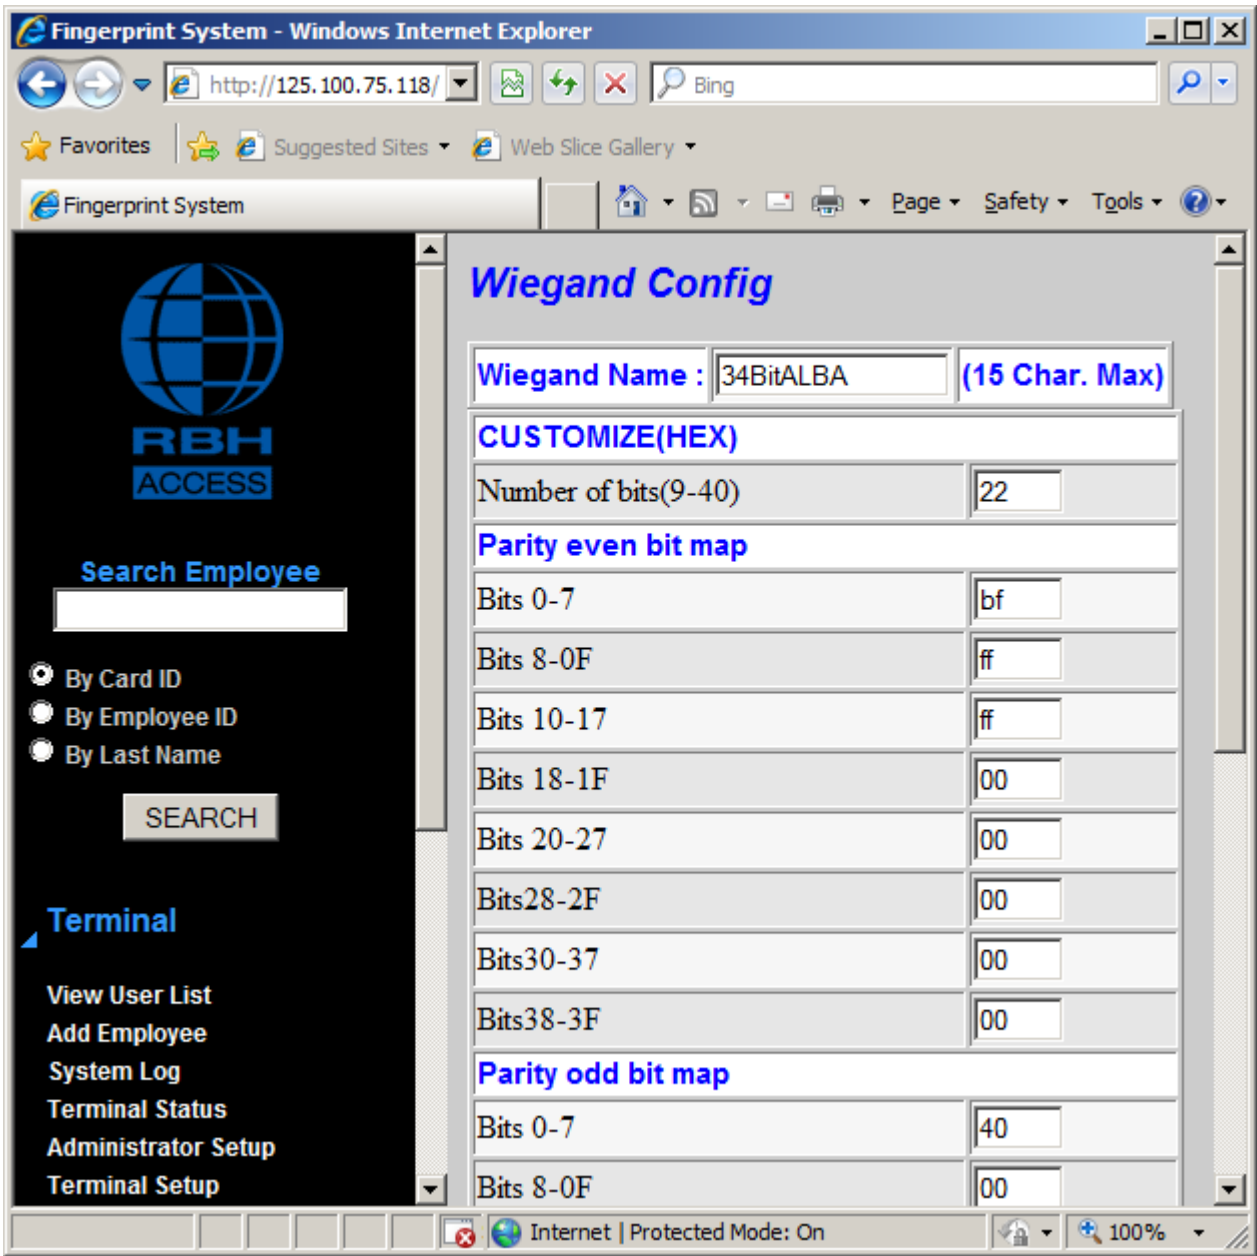 Fingerprint System - Windows Internet Explorer
http://125.100.75.118/
Bing
Favorites
Suggested Sites
Web Slice Gallery
Fingerprint System
Page
Safety
Tools
RBH
ACCESS
Search Employee
By Card ID
By Employee ID
By Last Name
SEARCH
Terminal
View User List
Add Employee
System Log
Terminal Status
Administrator Setup
Terminal Setup
Wiegand Config
Wiegand Name : 34BitALBA (15 Char. Max)
CUSTOMIZE(HEX)
Number of bits(9-40) 22
Parity even bit map
Bits 0-7 bf
Bits 8-0F ff
Bits 10-17 ff
Bits 18-1F 00
Bits 20-27 00
Bits28-2F 00
Bits30-37 00
Bits38-3F 00
Parity odd bit map
Bits 0-7 40
Bits 8-0F 00
Internet | Protected Mode: On
100%